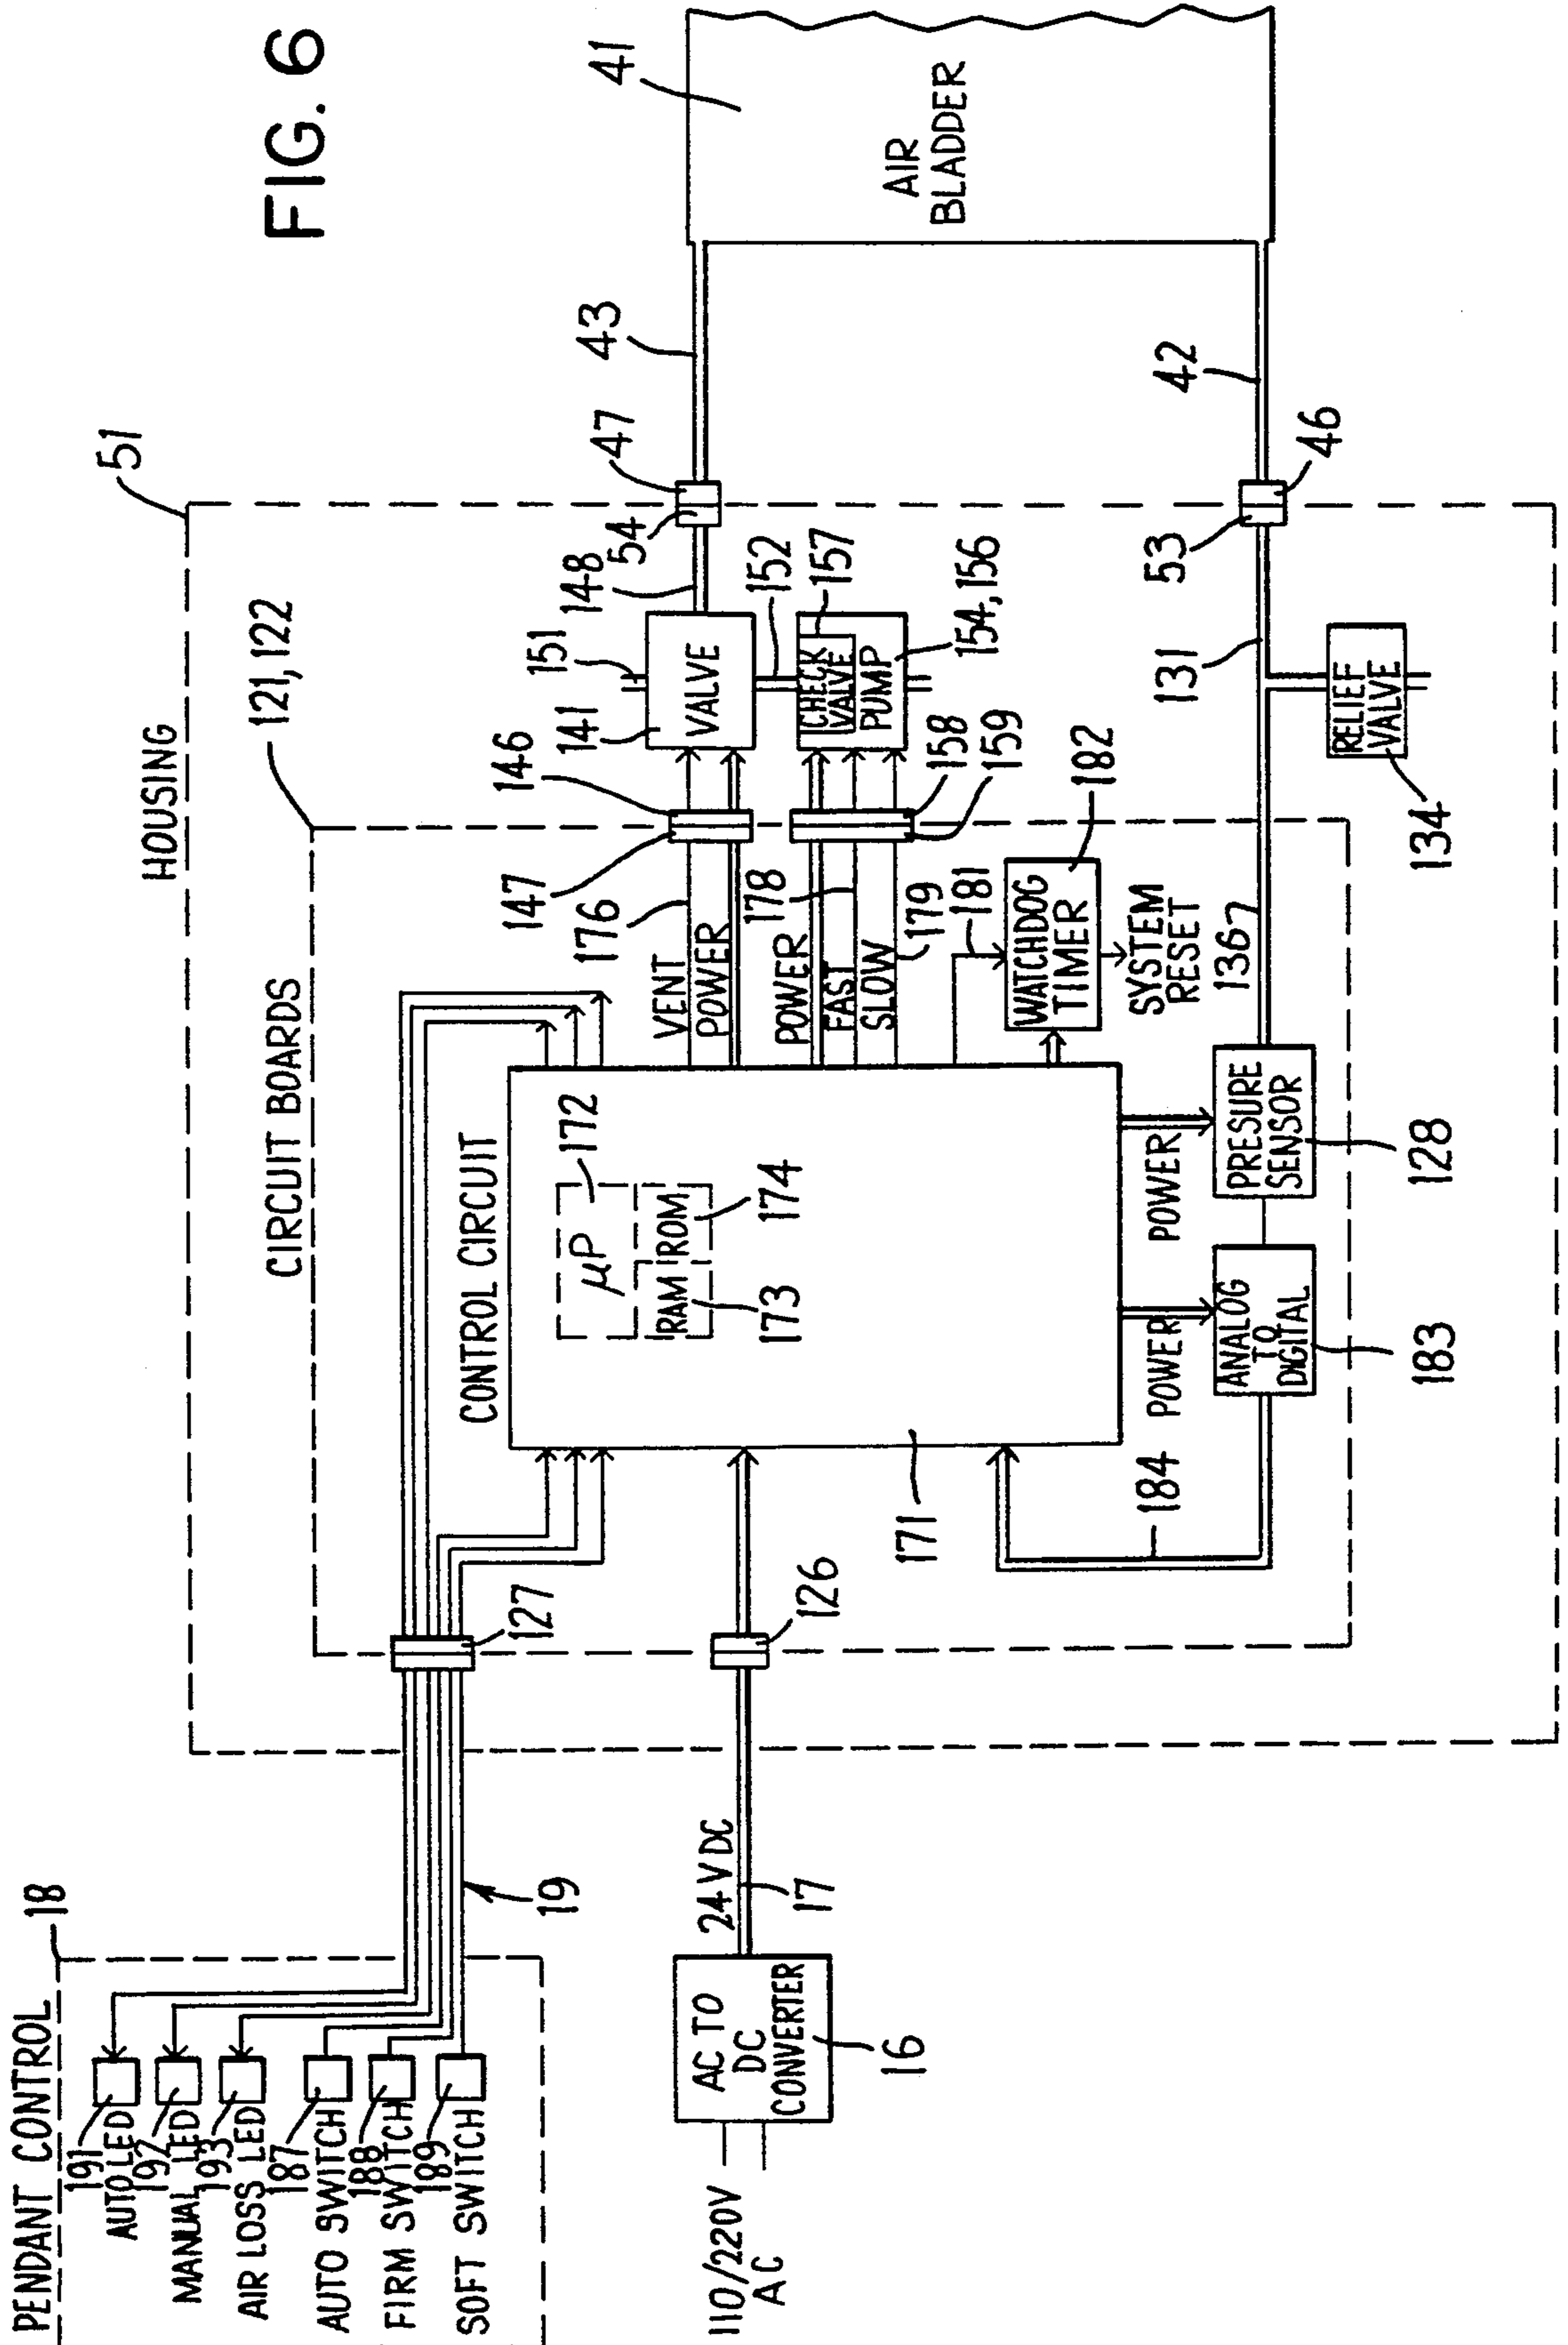 FIG. 6
PENDANT CONTROL
18
191
AUTO LED
192
MANUAL LED
193
AIR LOSS LED
187
AUTO SWITCH
188
FIRM SWITCH
189
SOFT SWITCH
19
110/220V
AC
AC TO
DC
CONVERTER
16
24 V DC
17
HOUSING
51
CIRCUIT BOARDS
121, 122
127
126
CONTROL CIRCUIT
μP
172
RAM
ROM
173
174
171
184
VENT
176
POWER
147
146
POWER
FAST
178
SLOW
179
158
159
141
VALVE
151
148
54
47
43
152
CHECK
VALVE
PUMP
157
154, 156
181
WATCHDOG
TIMER
182
SYSTEM
RESET
POWER
POWER
ANALOG
TO
DIGITAL
183
PRESURE
SENSOR
128
136
131
RELIEF
VALVE
134
53
46
42
AIR
BLADDER
41